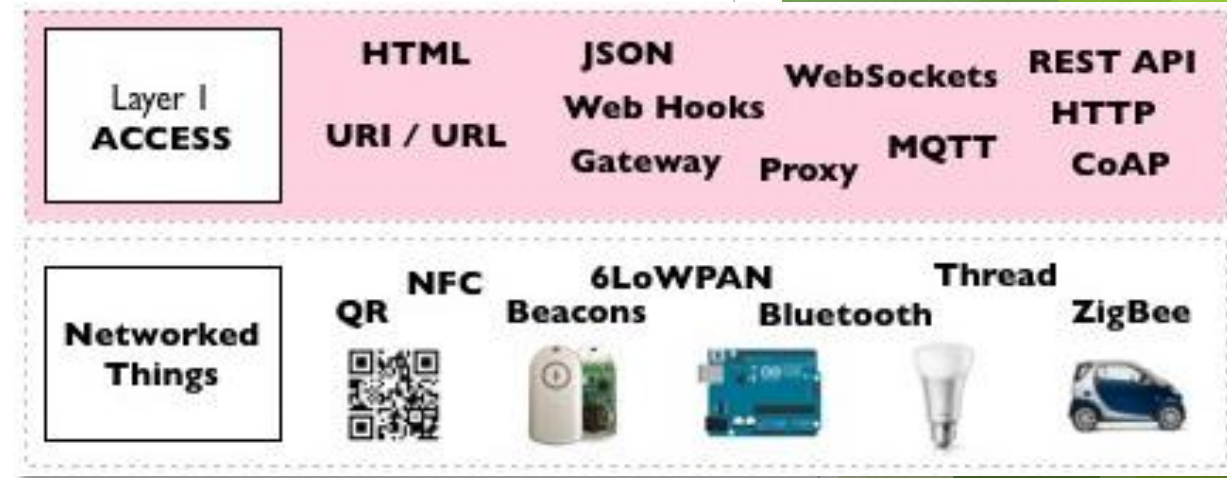 Layer 1
ACCESS
HTML
JSON
WebSockets
REST API
URI / URL
Web Hooks
HTTP
Gateway
Proxy
MQTT
CoAP
Networked
Things
NFC
6LoWPAN
Thread
QR
Beacons
Bluetooth
ZigBee